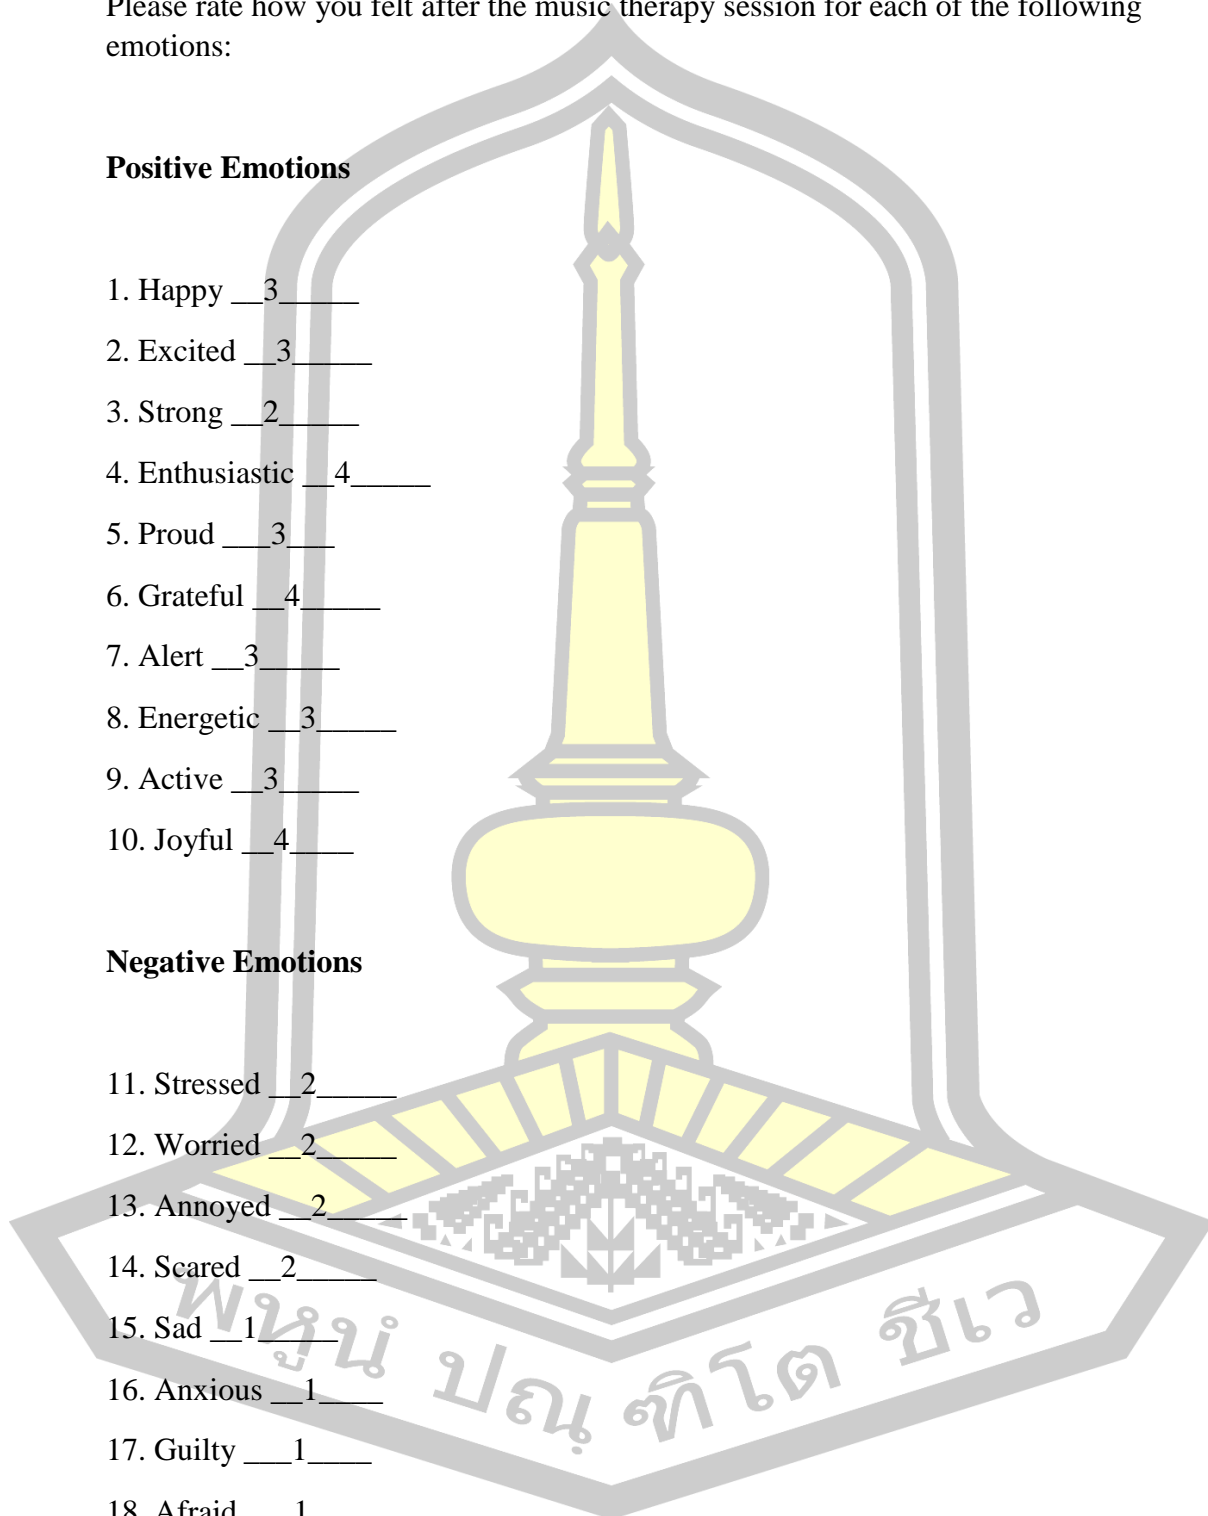 Please rate how you felt after the music therapy session for each of the following
emotions:
Positive Emotions
1. Happy __3_____
2. Excited __3_____
3. Strong __2_____
4. Enthusiastic __4_____
5. Proud ___3___
6. Grateful __4_____
7. Alert __3_____
8. Energetic __3_____
9. Active __3_____
10. Joyful __4____
Negative Emotions
11. Stressed __2_____
12. Worried __2_____
13. Annoyed __2_____
14. Scared __2_____
15. Sad __1_____
16. Anxious __1____
17. Guilty ___1____
18. Afraid 1
พหูนํ ปณฺฑิโต ชีเว